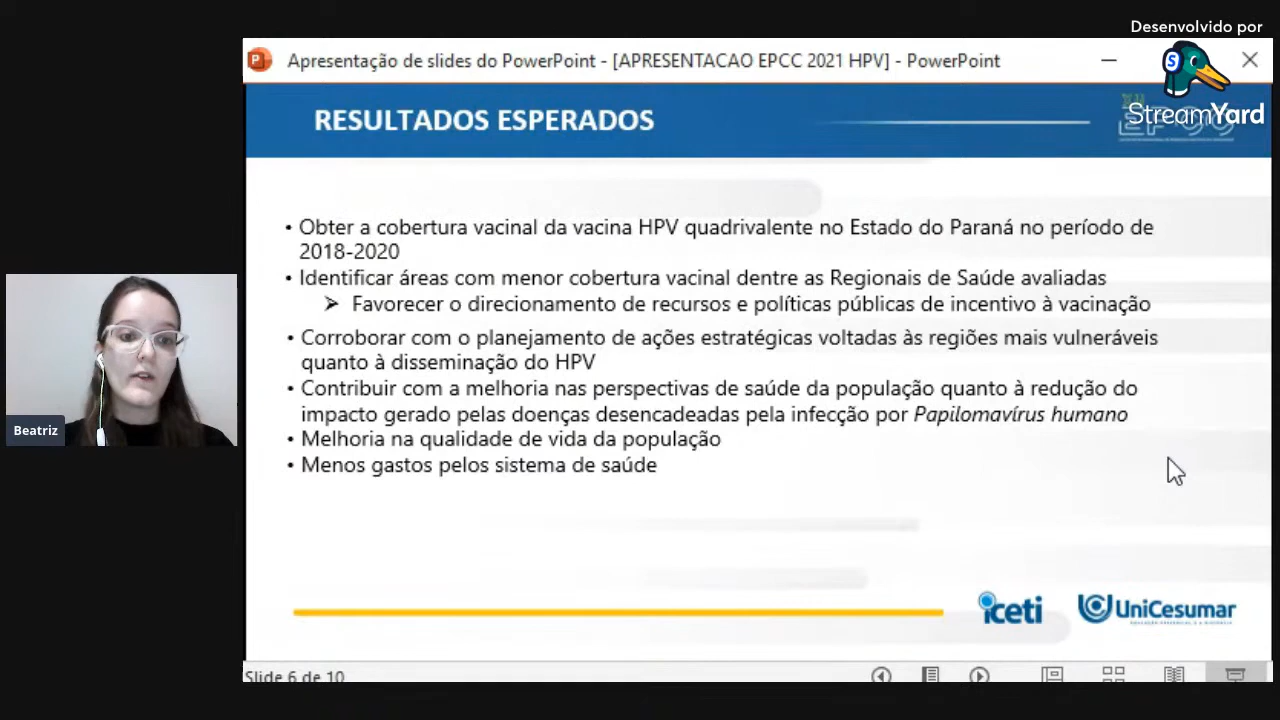 Desenvolvido por
StreamYard
Apresentação de slides do PowerPoint - [APRESENTACAO EPCC 2021 HPV] - PowerPoint
RESULTADOS ESPERADOS
• Obter a cobertura vacinal da vacina HPV quadrivalente no Estado do Paraná no período de
2018-2020
• Identificar áreas com menor cobertura vacinal dentre as Regionais de Saúde avaliadas
➢ Favorecer o direcionamento de recursos e políticas públicas de incentivo à vacinação
• Corroborar com o planejamento de ações estratégicas voltadas às regiões mais vulneráveis
quanto à disseminação do HPV
• Contribuir com a melhoria nas perspectivas de saúde da população quanto à redução do
impacto gerado pelas doenças desencadeadas pela infecção por Papilomavírus humano
• Melhoria na qualidade de vida da população
• Menos gastos pelos sistema de saúde
Beatriz
iceti
UniCesumar
Slide 6 de 10